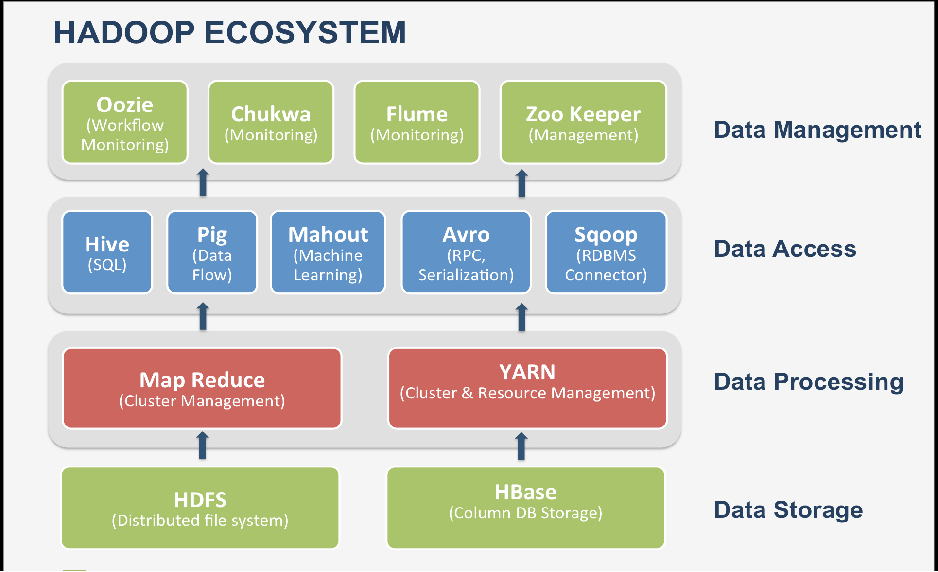 HADOOP ECOSYSTEM
Oozie
(Workflow
Monitoring)
Chukwa
(Monitoring)
Flume
(Monitoring)
Zoo Keeper
(Management)
Data Management
Hive
(SQL)
Pig
(Data
Flow)
Mahout
(Machine
Learning)
Avro
(RPC,
Serialization)
Sqoop
(RDBMS
Connector)
Data Access
Map Reduce
(Cluster Management)
YARN
(Cluster & Resource Management)
Data Processing
HDFS
(Distributed file system)
HBase
(Column DB Storage)
Data Storage